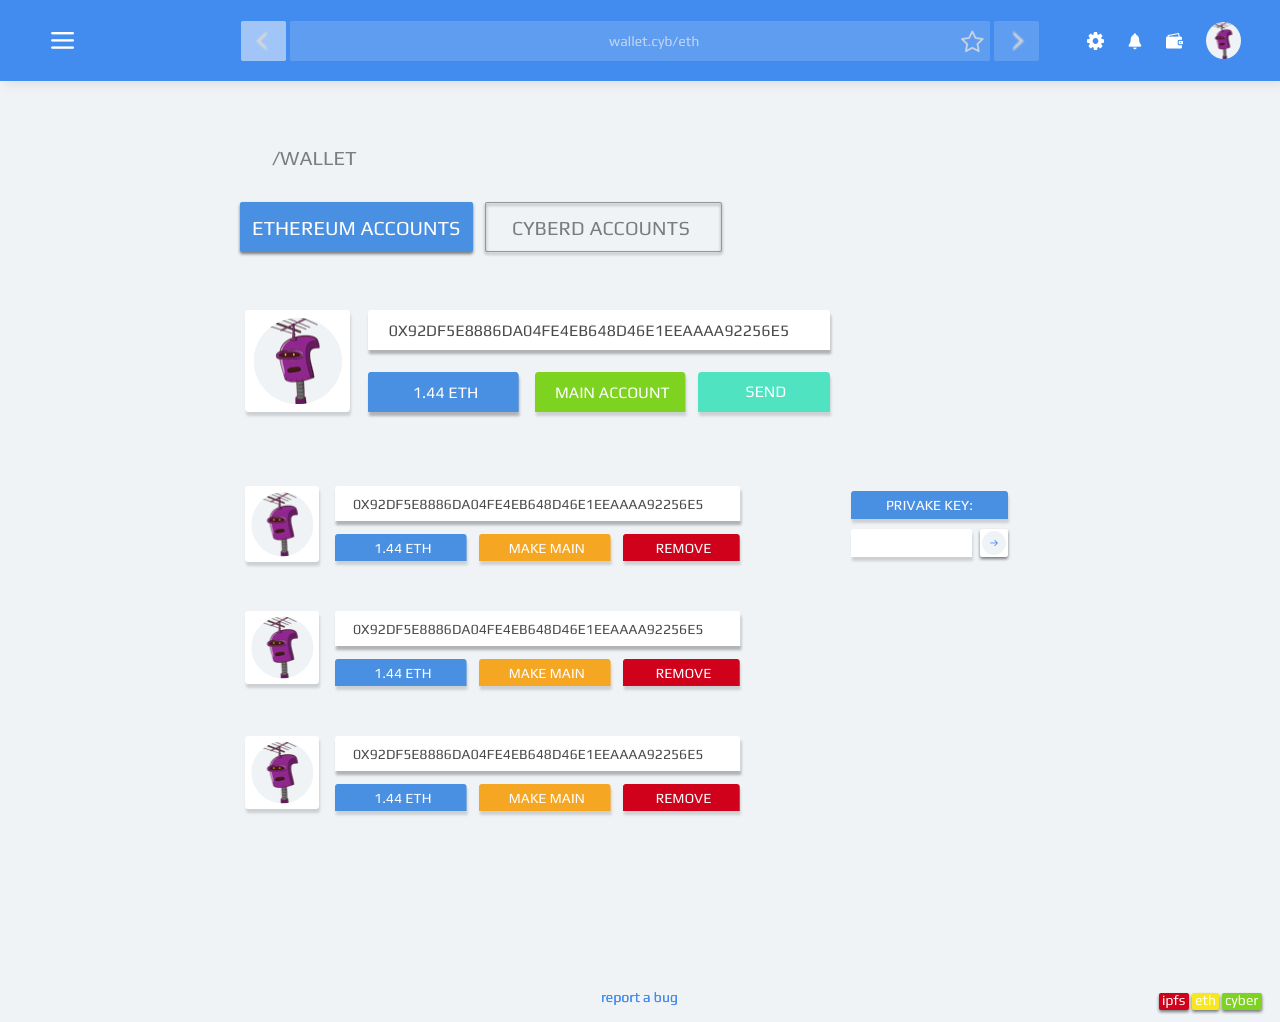 wallet.cyb/eth
/WALLET
ETHEREUM ACCOUNTS
CYBERD ACCOUNTS
0X92DF5E8886DA04FE4EB648D46E1EEAAAA92256E5
1.44 ETH
MAIN ACCOUNT
SEND
0X92DF5E8886DA04FE4EB648D46E1EEAAAA92256E5
1.44 ETH
MAKE MAIN
REMOVE
PRIVAKE KEY:
0X92DF5E8886DA04FE4EB648D46E1EEAAAA92256E5
1.44 ETH
MAKE MAIN
REMOVE
0X92DF5E8886DA04FE4EB648D46E1EEAAAA92256E5
1.44 ETH
MAKE MAIN
REMOVE
report a bug
ipfs
eth
cyber